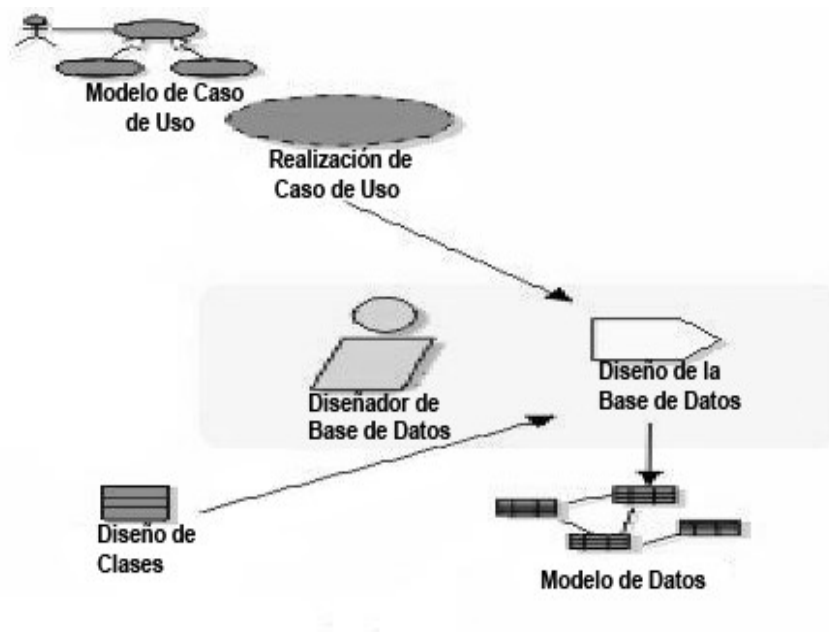 Modelo de Caso
de Uso
Realización de
Caso de Uso
Diseñador de
Base de Datos
Diseño de la
Base de Datos
Diseño de
Clases
Modelo de Datos